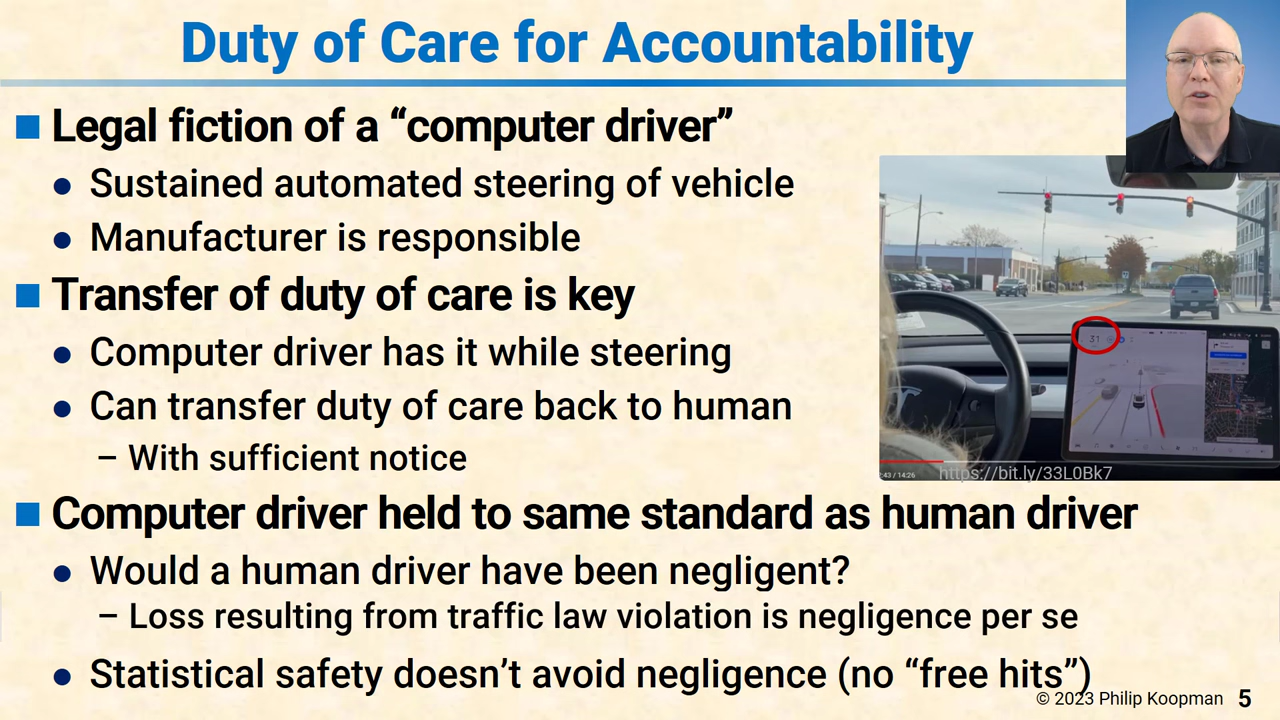 Duty of Care for Accountability
Legal fiction of a “computer driver”
Sustained automated steering of vehicle
Manufacturer is responsible
Transfer of duty of care is key
Computer driver has it while steering
Can transfer duty of care back to human
– With sufficient notice
31
https://bit.ly/33L0Bk7
Computer driver held to same standard as human driver
Would a human driver have been negligent?
– Loss resulting from traffic law violation is negligence per se
Statistical safety doesn’t avoid negligence (no “free hits”)
© 2023 Philip Koopman 5